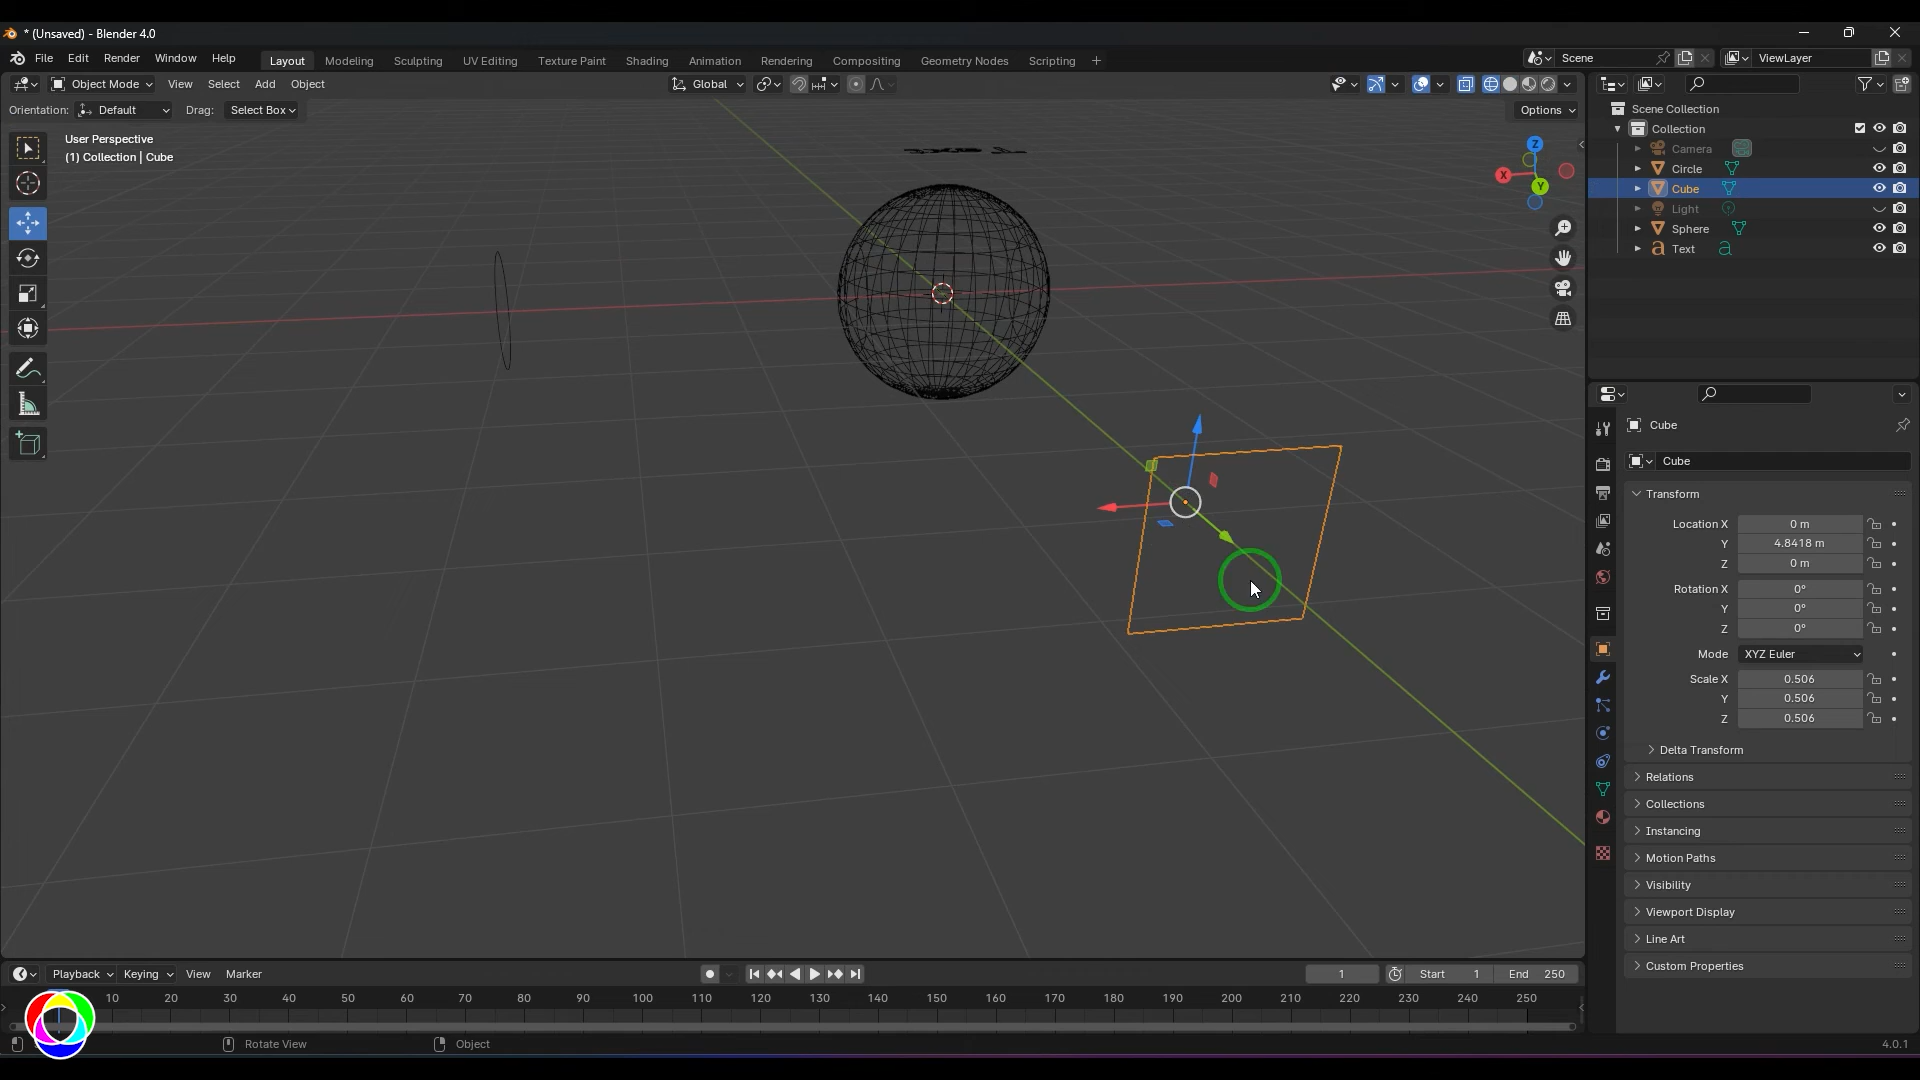 * (Unsaved) - Blender 4.0
File Edit Render Window Help Layout Modeling Sculpting UV Editing Texture Paint Shading Animation Rendering Compositing Geometry Nodes Scripting + Scene ViewLayer
Object Mode View Select Add Object Global
Orientation: Default Drag: Select Box Options
User Perspective
(1) Collection | Cube
Z
X
Y
Scene Collection
Collection
Camera
Circle
Cube
Light
Sphere
Text
Cube
Cube
Transform
Location X 0 m
Y 4.8418 m
Z 0 m
Rotation X 0°
Y 0°
Z 0°
Mode XYZ Euler
Scale X 0.506
Y 0.506
Z 0.506
Delta Transform
Relations
Collections
Instancing
Motion Paths
Visibility
Viewport Display
Line Art
Custom Properties
Playback Keying View Marker 1 Start 1 End 250
10 20 30 40 50 60 70 80 90 100 110 120 130 140 150 160 170 180 190 200 210 220 230 240 250
Rotate View Object 4.0.1